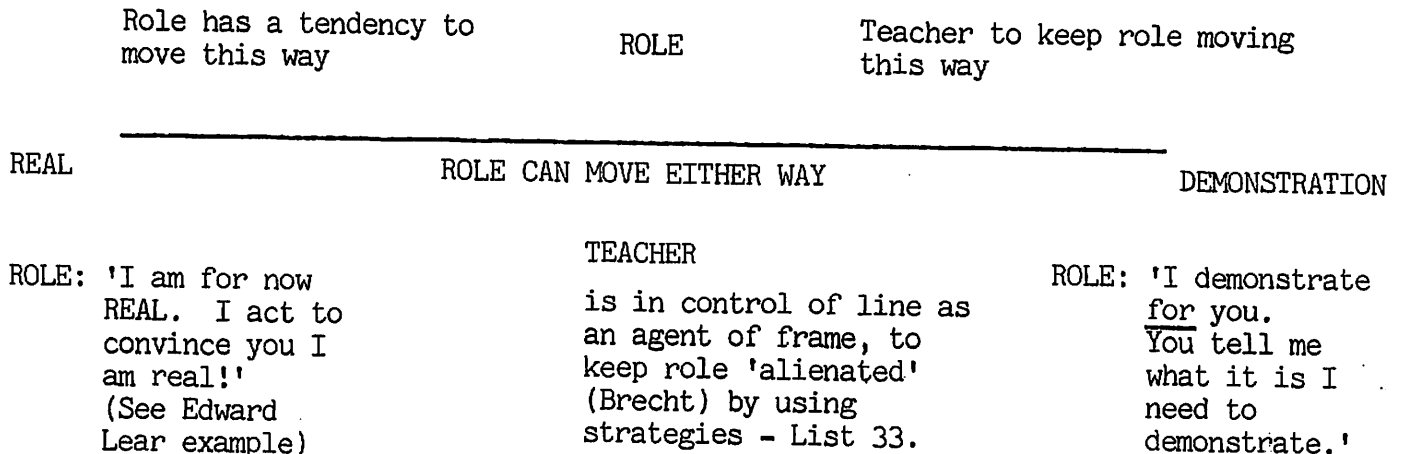 Role has a tendency to
move this way
ROLE
Teacher to keep role moving
this way
REAL
ROLE CAN MOVE EITHER WAY
DEMONSTRATION
ROLE: 'I am for now
REAL. I act to
convince you I
am real!'
(See Edward
Lear example)
TEACHER
is in control of line as
an agent of frame, to
keep role 'alienated'
(Brecht) by using
strategies - List 33.
ROLE: 'I demonstrate
for you.
You tell me
what it is I
need to
demonstrate.'